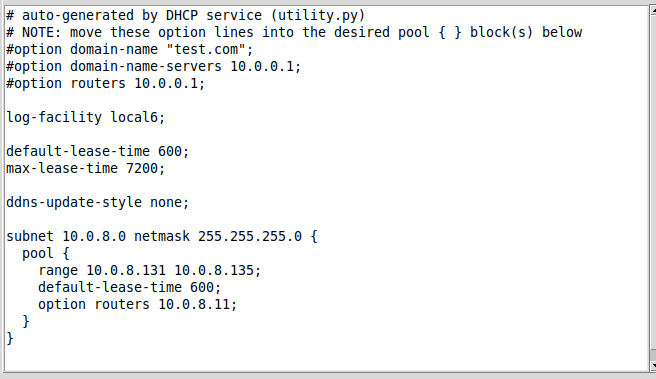 # auto-generated by DHCP service (utility.py)
# NOTE: move these option lines into the desired pool { } block(s) below
#option domain-name "test.com";
#option domain-name-servers 10.0.0.1;
#option routers 10.0.0.1;

log-facility local6;

default-lease-time 600;
max-lease-time 7200;

ddns-update-style none;

subnet 10.0.8.0 netmask 255.255.255.0 {
  pool {
    range 10.0.8.131 10.0.8.135;
    default-lease-time 600;
    option routers 10.0.8.11;
  }
}